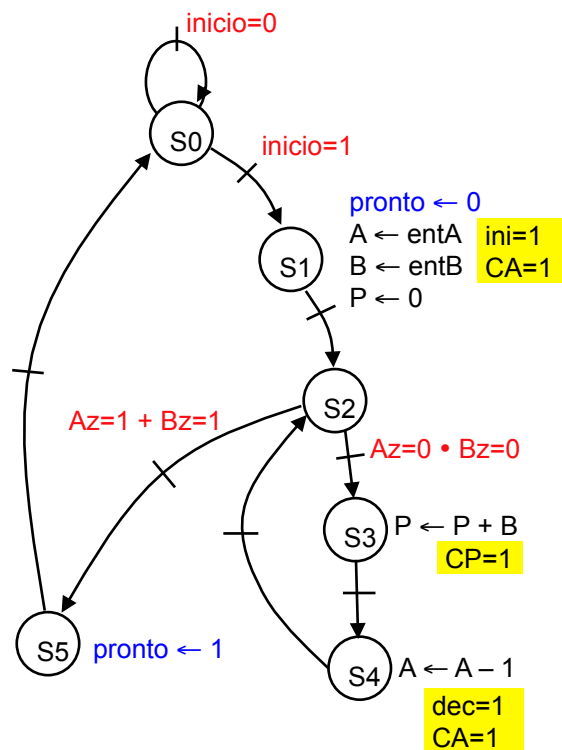 inicio=0
S0
inicio=1
pronto ← 0
A ← entA
ini=1
S1
B ← entB
CA=1
P ← 0
S2
Az=1 + Bz=1
Az=0 • Bz=0
S3
P ← P + B
CP=1
S5
pronto ← 1
S4
A ← A – 1
dec=1
CA=1